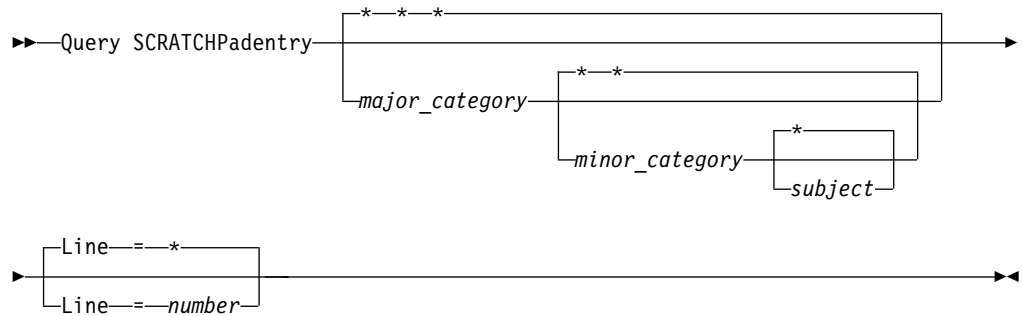 * * *
Query SCRATCHPadentry
* *
major_category
*
minor_category
subject
Line = *
Line = number